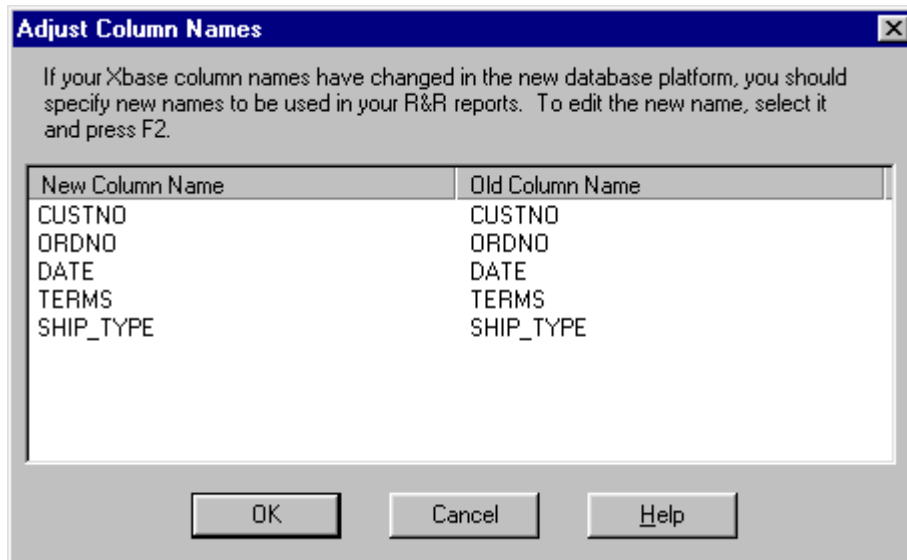 Adjust Column Names
If your Xbase column names have changed in the new database platform, you should
specify new names to be used in your R&R reports. To edit the new name, select it
and press F2.
New Column Name Old Column Name
CUSTNO CUSTNO
ORDNO ORDNO
DATE DATE
TERMS TERMS
SHIP_TYPE SHIP_TYPE
OK Cancel Help